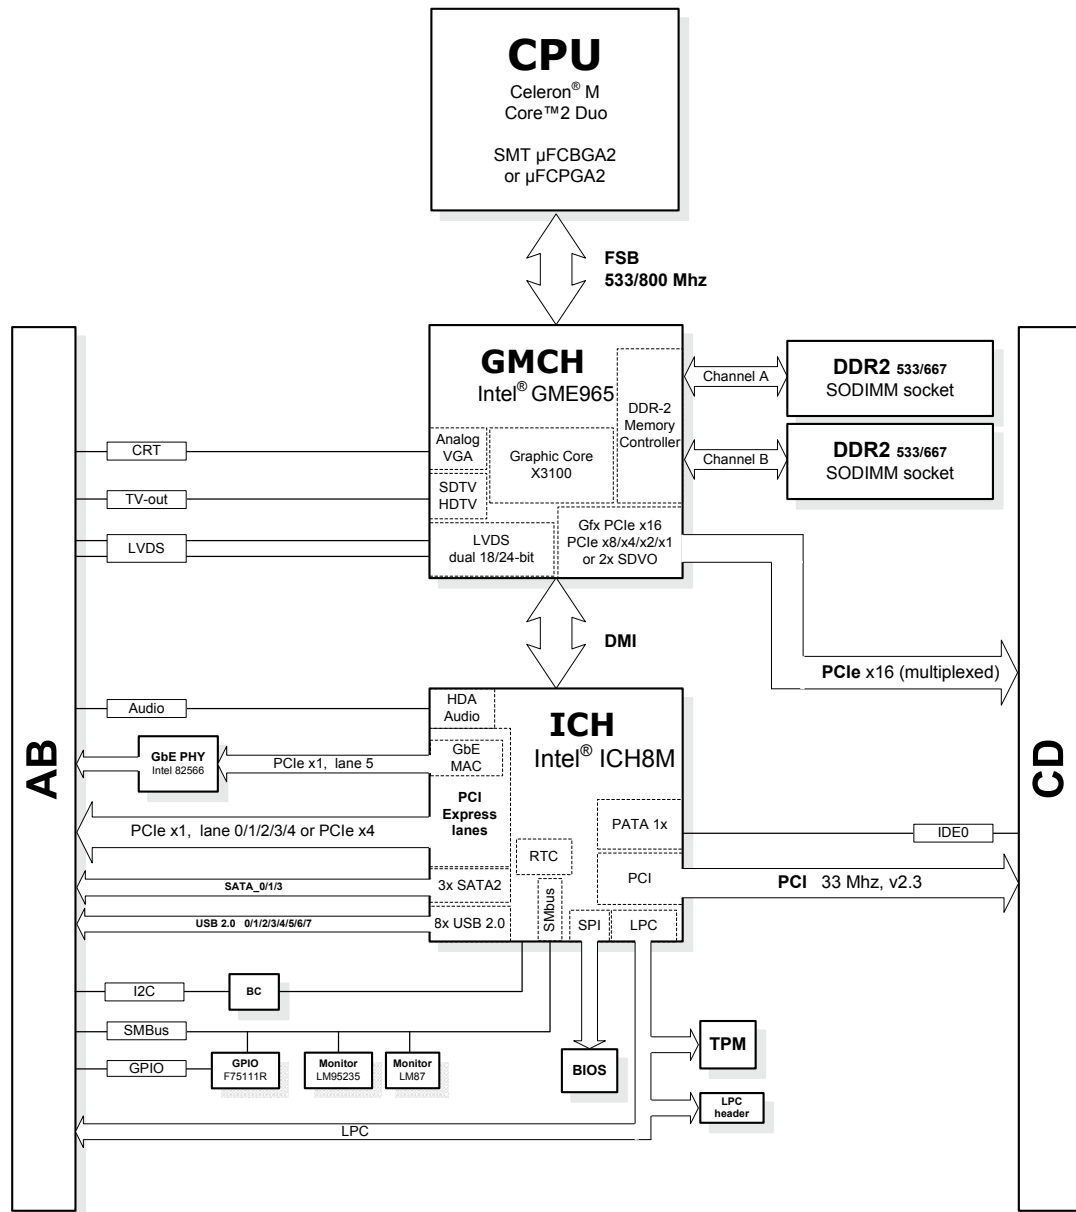 CPU
Celeron® M
Core™2 Duo
SMT µFCBGA2
or µFCPGA2
FSB
533/800 Mhz
GMCH
Intel® GME965
DDR-2
Memory
Controller
Analog
VGA
Graphic Core
X3100
SDTV
HDTV
LVDS
dual 18/24-bit
Gfx PCIe x16
PCIe x8/x4/x2/x1
or 2x SDVO
Channel A
DDR2 533/667
SODIMM socket
Channel B
DDR2 533/667
SODIMM socket
CRT
TV-out
LVDS
DMI
PCIe x16 (multiplexed)
AB
CD
ICH
Intel® ICH8M
HDA
Audio
GbE
MAC
PCI
Express
lanes
PATA 1x
RTC
PCI
3x SATA2
8x USB 2.0
SMbus
SPI
LPC
Audio
GbE PHY
Intel 82566
PCIe x1, lane 5
PCIe x1, lane 0/1/2/3/4 or PCIe x4
SATA_0/1/3
USB 2.0 0/1/2/3/4/5/6/7
IDE0
PCI 33 Mhz, v2.3
I2C
BC
SMBus
GPIO
GPIO
F75111R
Monitor
LM95235
Monitor
LM87
BIOS
TPM
LPC
header
LPC